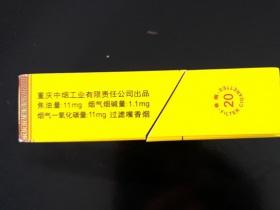 重庆中烟工业有限责任公司出品
焦油量:11mg 烟气烟碱量:1.1mg
烟气一氧化碳量:11mg 过滤嘴香烟
20
FILTER CIGARETTES